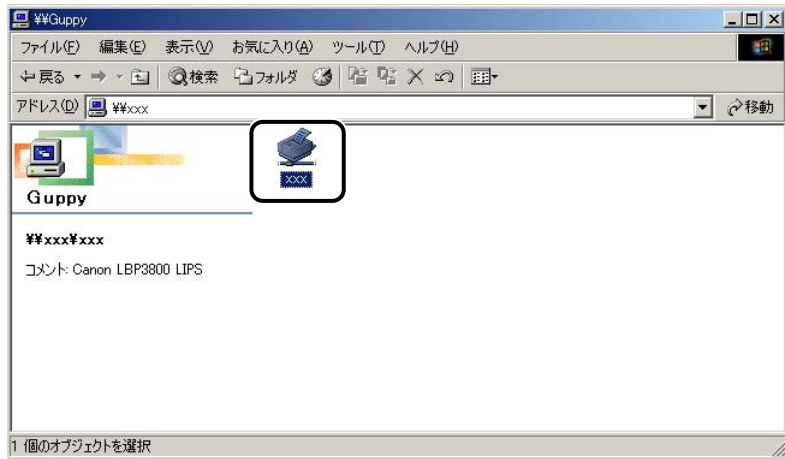 ¥¥Guppy
ファイル(F) 編集(E) 表示(V) お気に入り(A) ツール(T) ヘルプ(H)
戻る 検索 フォルダ
アドレス(D) ¥¥xxx 移動
xxx
Guppy
¥¥xxx¥xxx
コメント: Canon LBP3800 LIPS
1 個のオブジェクトを選択